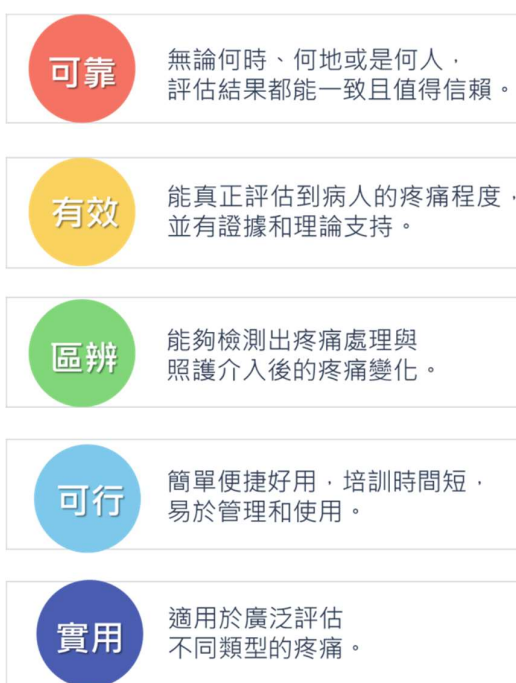 可靠
無論何時、何地或是何人，
評估結果都能一致且值得信賴。
有效
能真正評估到病人的疼痛程度，
並有證據和理論支持。
區辨
能夠檢測出疼痛處理與
照護介入後的疼痛變化。
可行
簡單便捷好用，培訓時間短，
易於管理和使用。
實用
適用於廣泛評估
不同類型的疼痛。